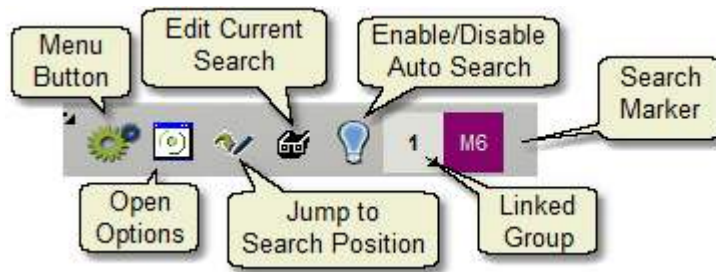 Menu
Button
Edit Current
Search
Enable/Disable
Auto Search
Search
Marker
1
M6
Open
Options
Jump to
Search Position
Linked
Group